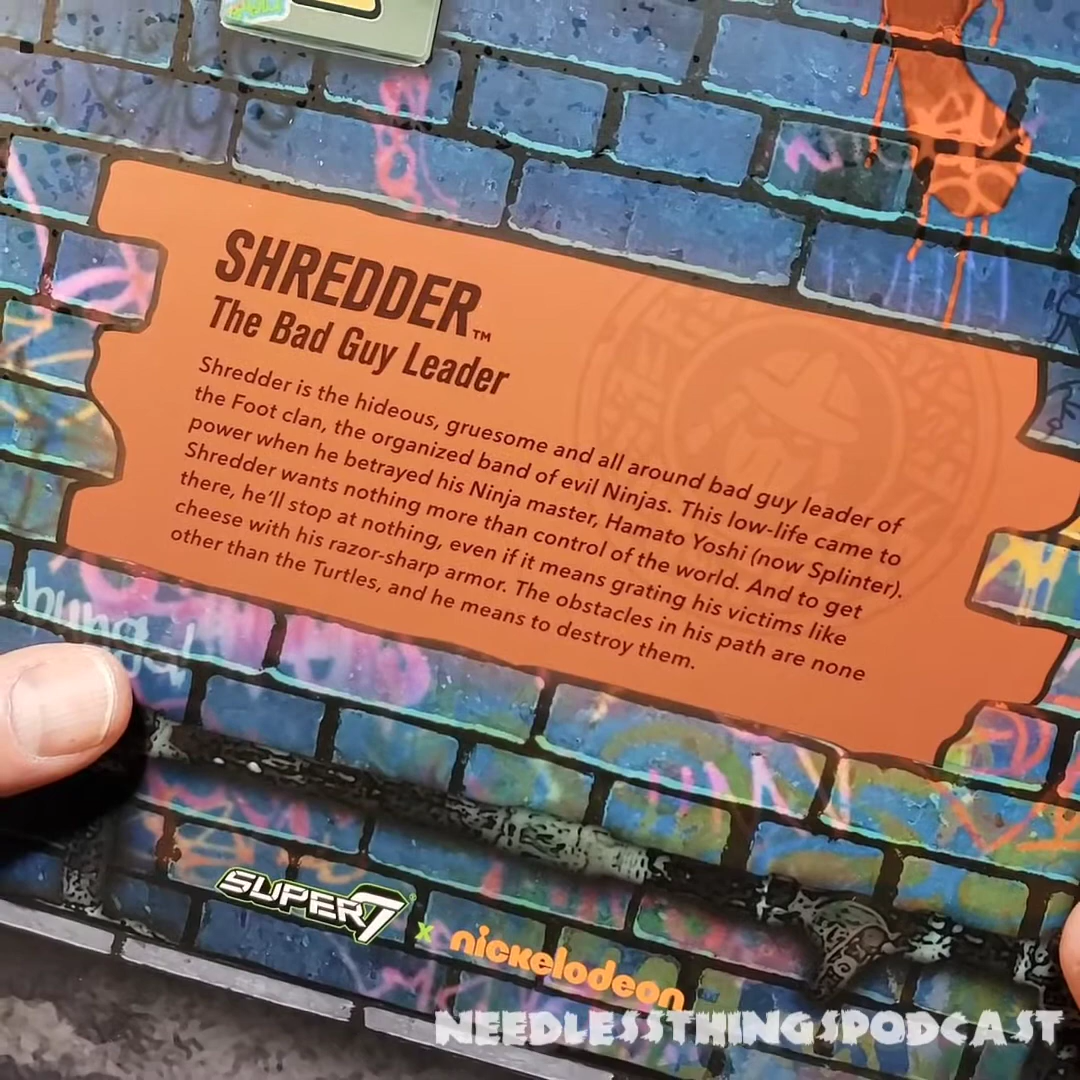 SHREDDER™
The Bad Guy Leader
Shredder is the hideous, gruesome and all around bad guy leader of
the Foot clan, the organized band of evil Ninjas. This low-life came to
power when he betrayed his Ninja master, Hamato Yoshi (now Splinter).
Shredder wants nothing more than control of the world. And to get
there, he'll stop at nothing, even if it means grating his victims like
cheese with his razor-sharp armor. The obstacles in his path are none
other than the Turtles, and he means to destroy them.
SUPER7® x nickelodeon
NEEDLESSTHINGSPODCAST